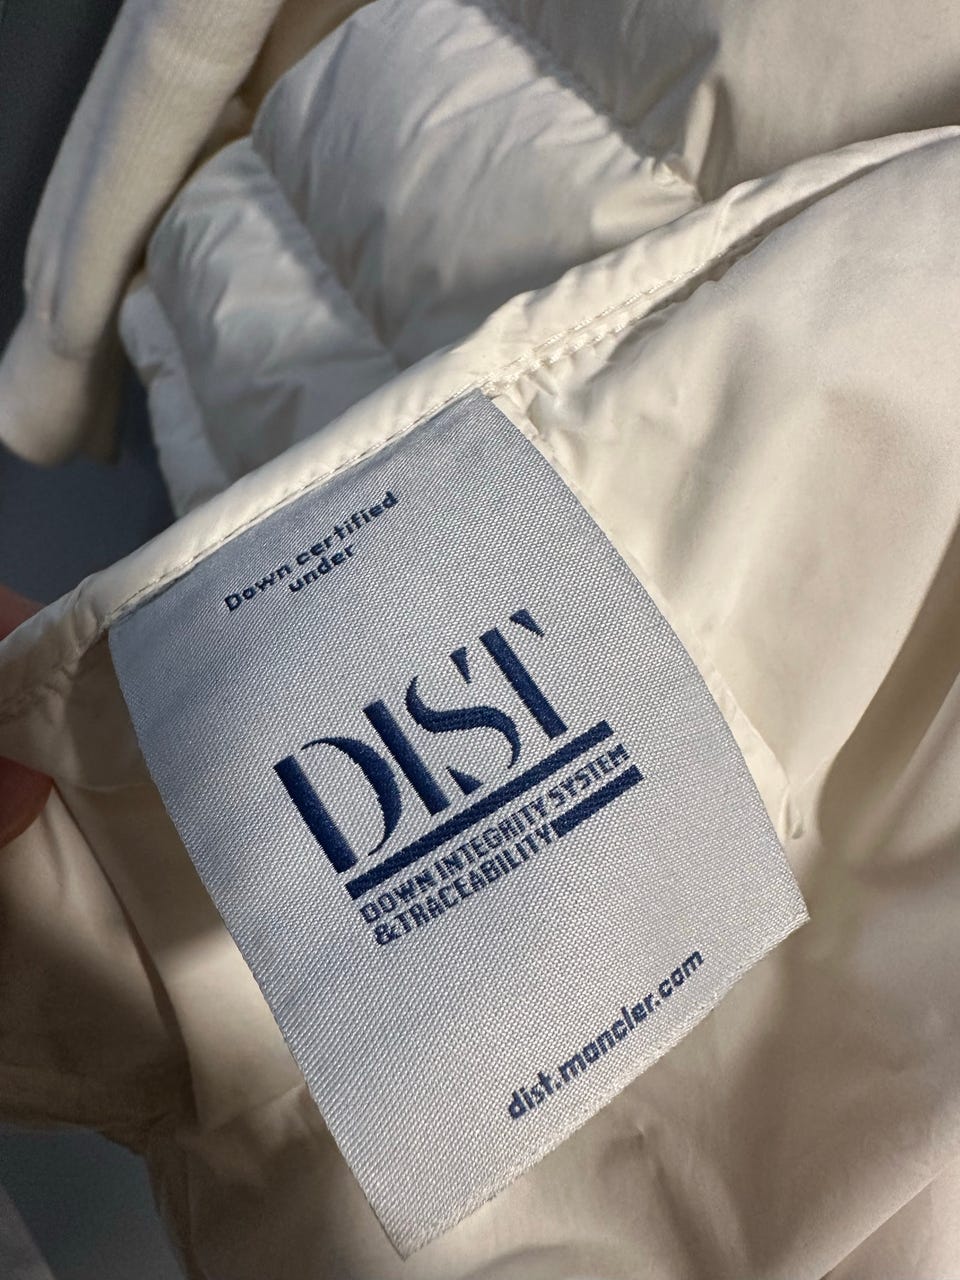 Down certified
under
DIST
DOWN INTEGRITY SYSTEM
& TRACEABILITY
dist.moncler.com